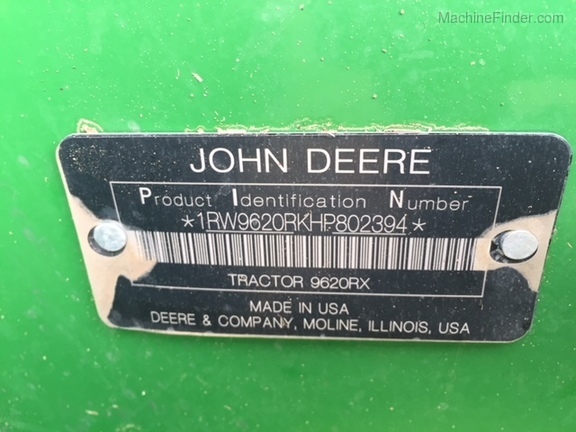 MachineFinder.com
JOHN DEERE
Product Identification Number
*1RW9620RKHP802394*
TRACTOR 9620RX
MADE IN USA
DEERE & COMPANY, MOLINE, ILLINOIS, USA